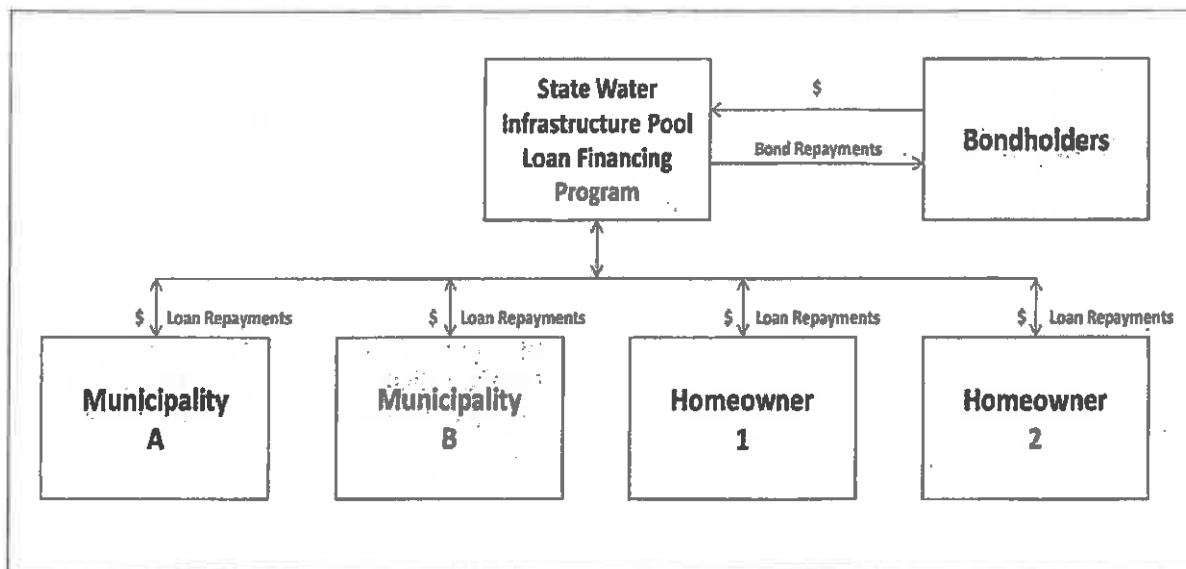 State Water
Infrastructure Pool
Loan Financing
Program
$
Bond Repayments
Bondholders
$ Loan Repayments
$ Loan Repayments
$ Loan Repayments
$ Loan Repayments
Municipality
A
Municipality
B
Homeowner
1
Homeowner
2